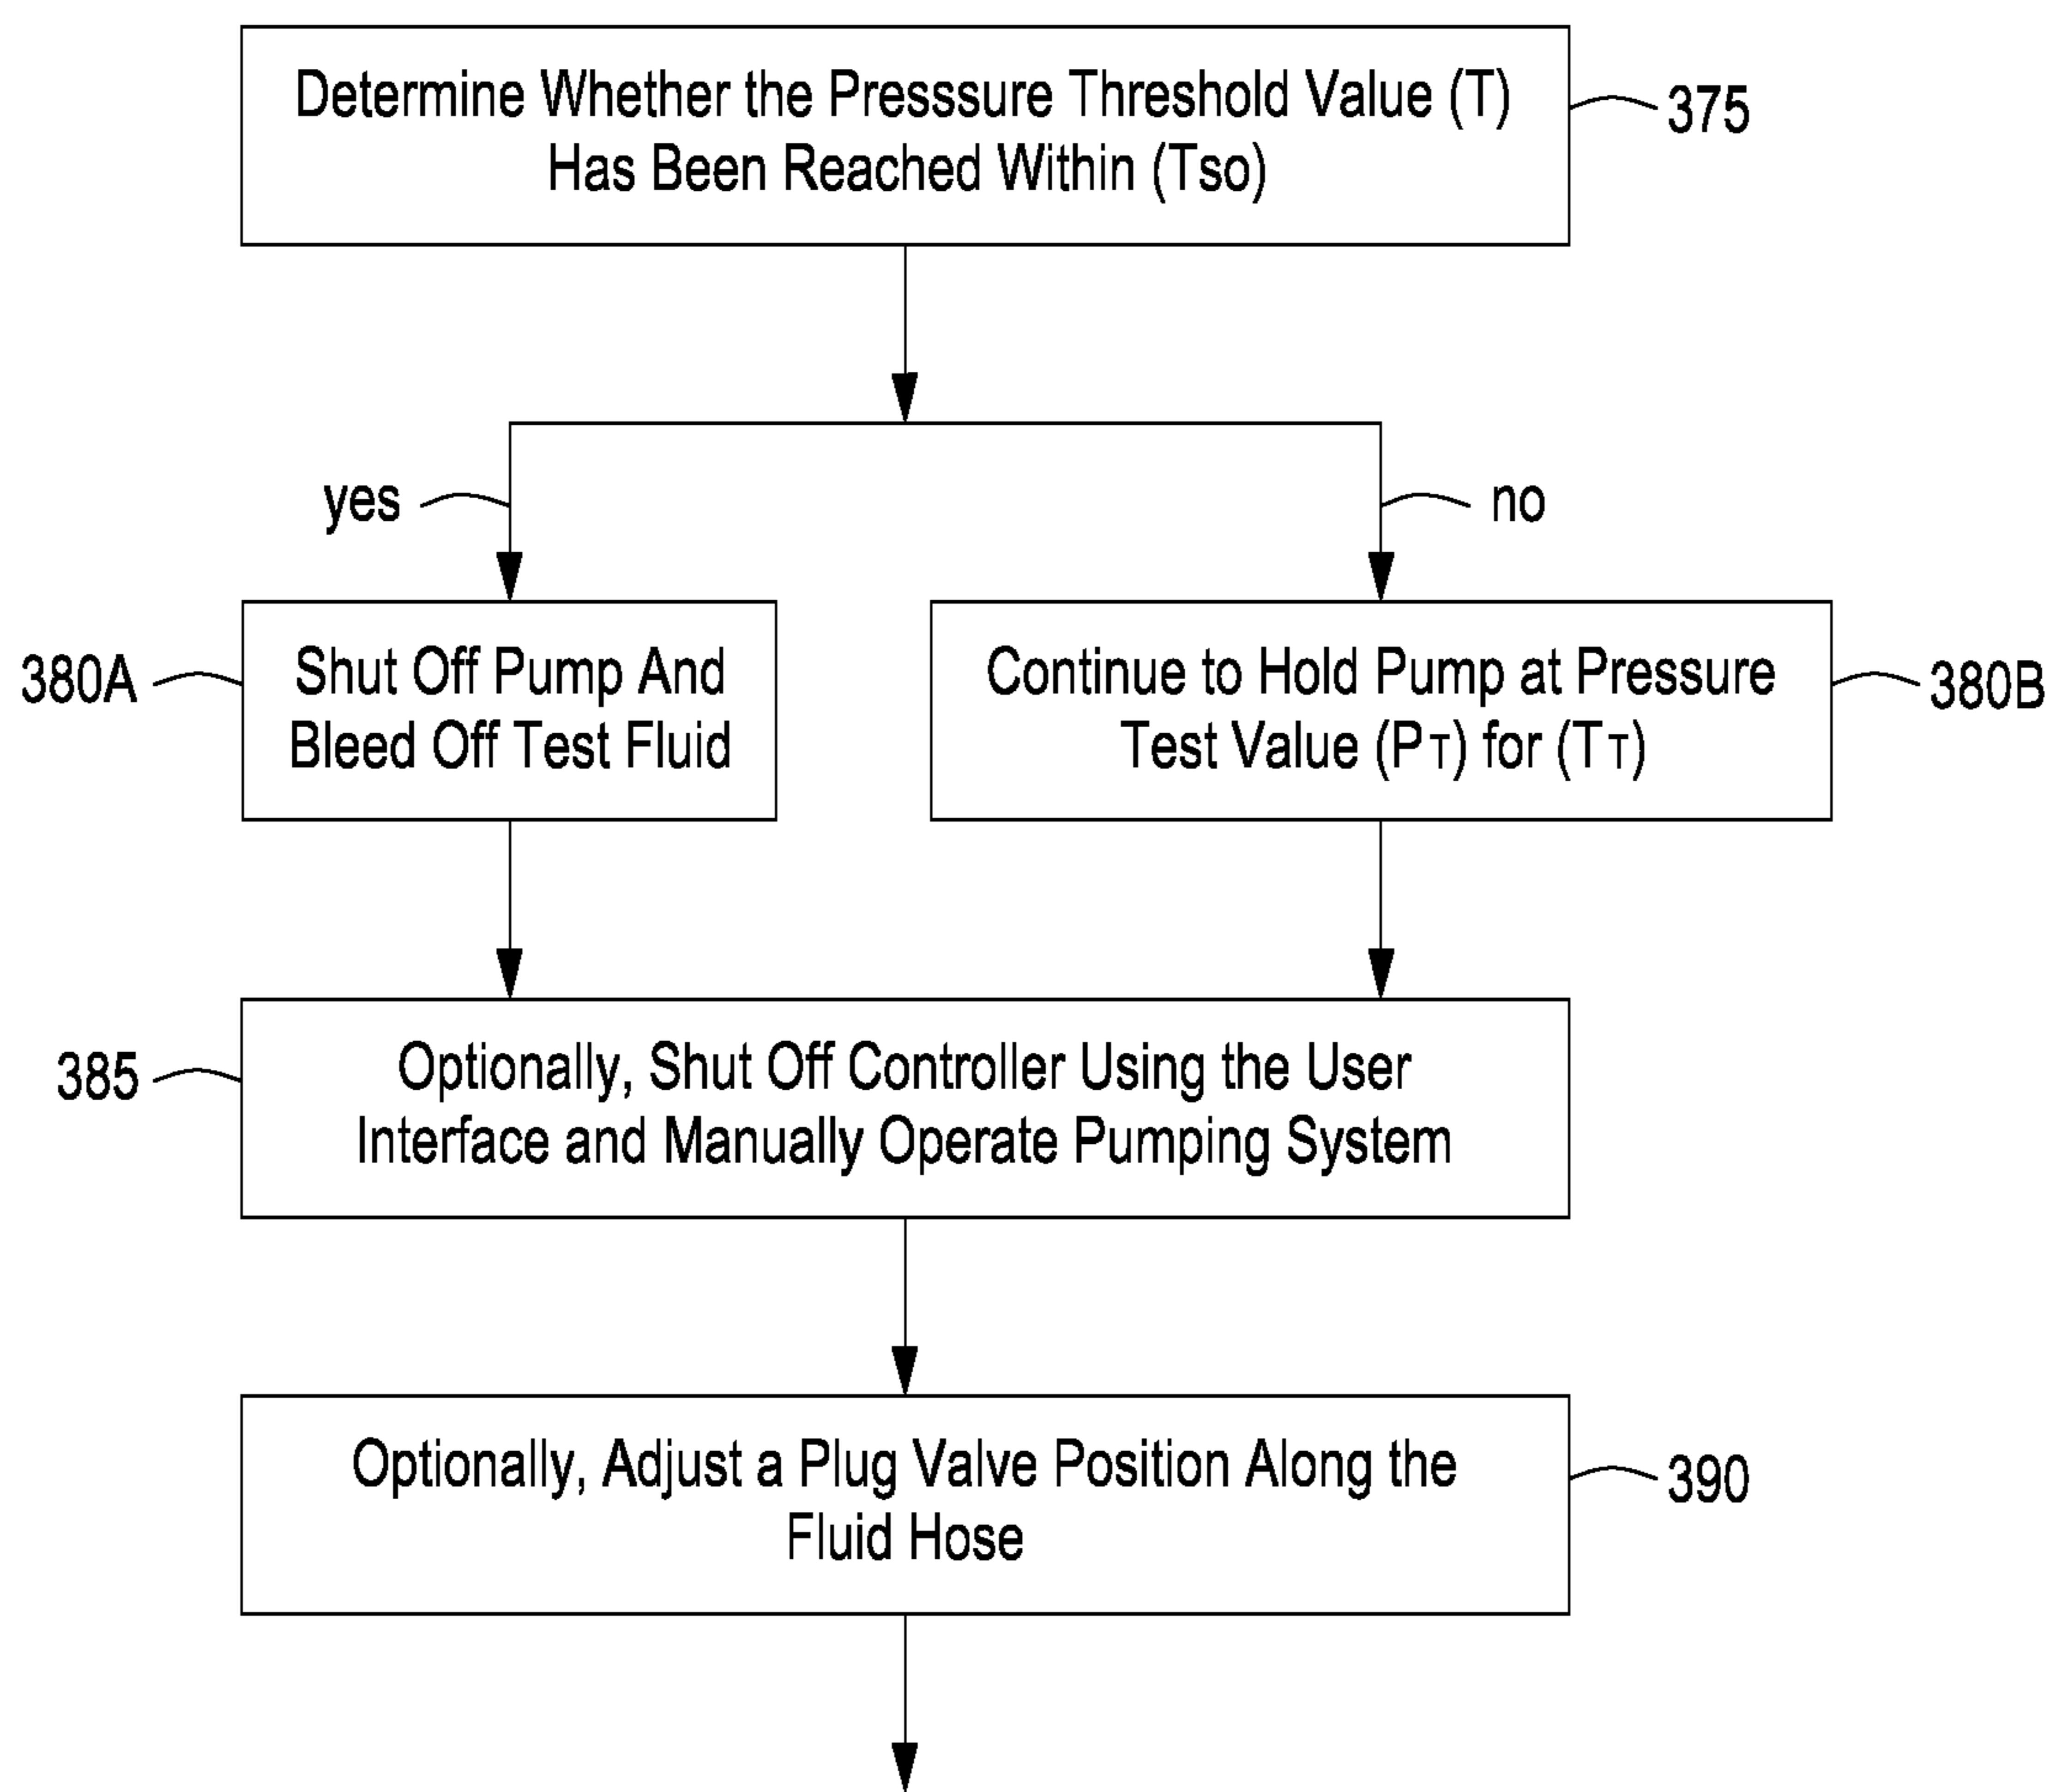 Determine Whether the Presssure Threshold Value (T)
Has Been Reached Within (Tso)
375
yes
no
380A
Shut Off Pump And
Bleed Off Test Fluid
Continue to Hold Pump at Pressure
Test Value (PT) for (TT)
380B
385
Optionally, Shut Off Controller Using the User
Interface and Manually Operate Pumping System
Optionally, Adjust a Plug Valve Position Along the
Fluid Hose
390